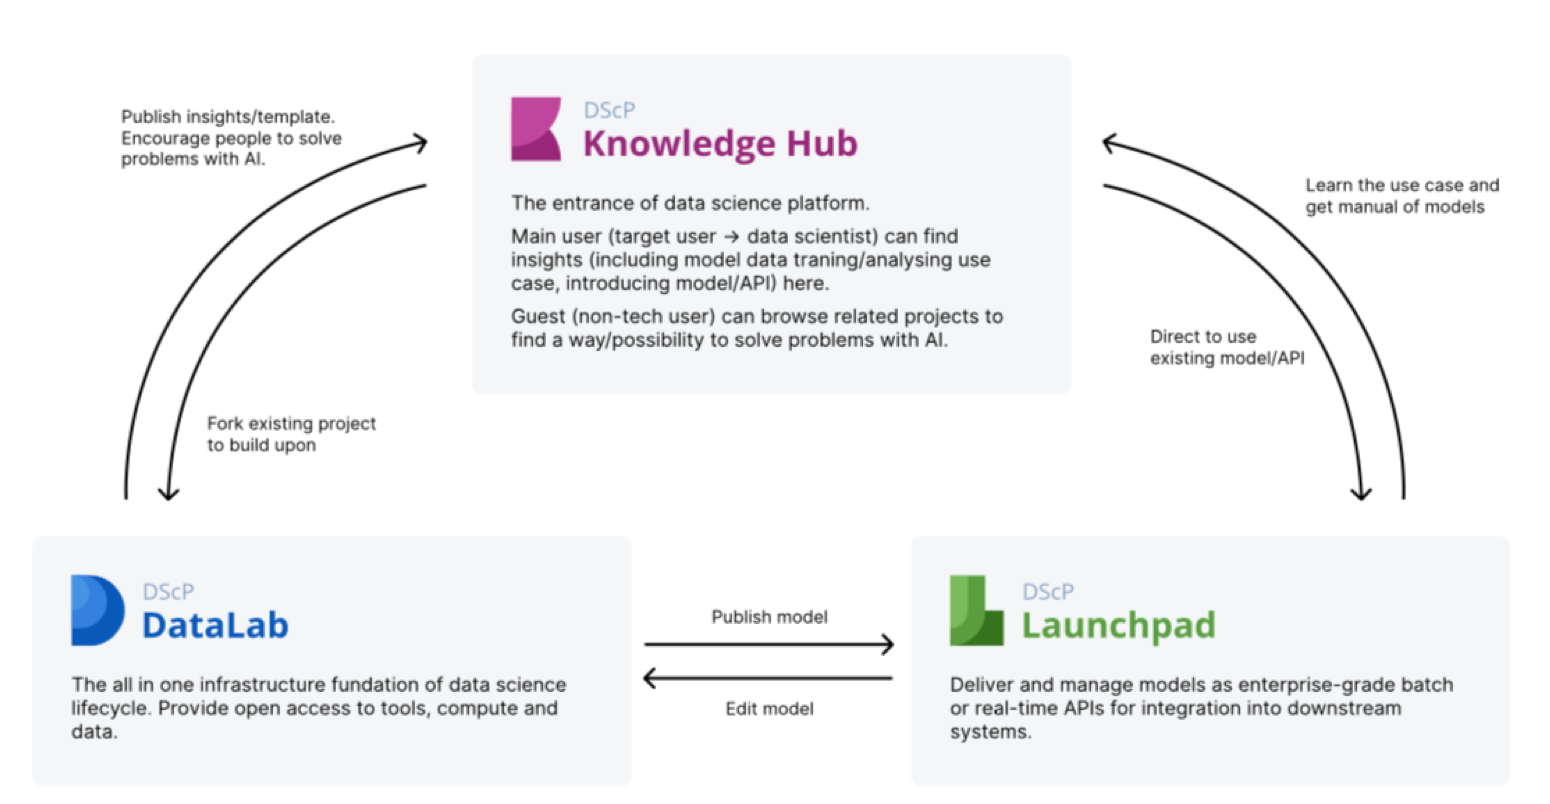 Publish insights/template.
Encourage people to solve
problems with AI.
DScP
Knowledge Hub
The entrance of data science platform.
Main user (target user → data scientist) can find
insights (including model data traning/analysing use
case, introducing model/API) here.
Guest (non-tech user) can browse related projects to
find a way/possibility to solve problems with AI.
Learn the use case and
get manual of models
Direct to use
existing model/API
Fork existing project
to build upon
DScP
DataLab
The all in one infrastructure fundation of data science
lifecycle. Provide open access to tools, compute and
data.
Publish model
Edit model
DScP
Launchpad
Deliver and manage models as enterprise-grade batch
or real-time APIs for integration into downstream
systems.